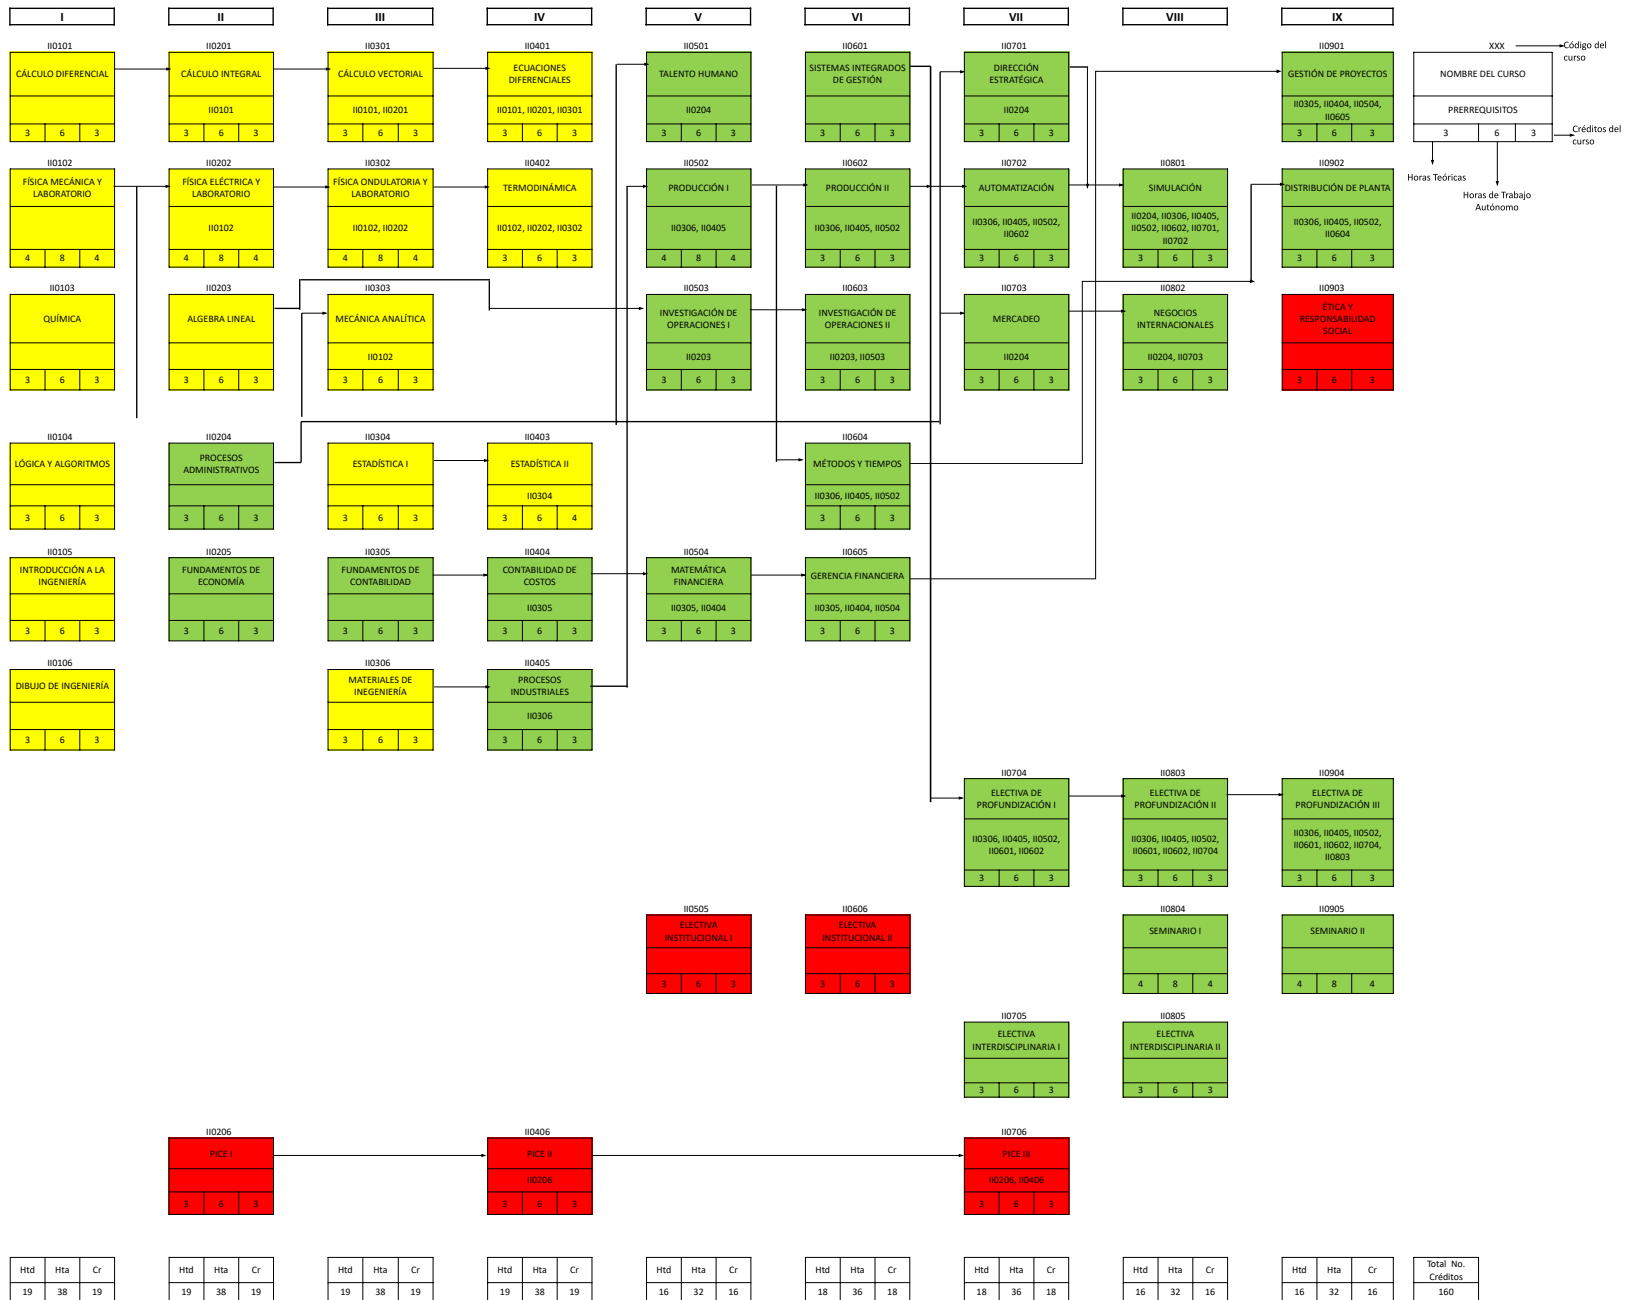 I II III IV V VI VII VIII IX
II0101 II0201 II0301 II0401 II0501 II0601 II0701 II0901 XXX Código del
curso
CÁLCULO DIFERENCIAL
CÁLCULO INTEGRAL
CÁLCULO VECTORIAL
ECUACIONES
DIFERENCIALES
TALENTO HUMANO
SISTEMAS INTEGRADOS
DE GESTIÓN
DIRECCIÓN
ESTRATÉGICA
GESTIÓN DE PROYECTOS
NOMBRE DEL CURSO
II0101
II0101, II0201
II0101, II0201, II0301
II0204
II0204
II0305, II0404, II0504,
II0605
PRERREQUISITOS
3 6 3 3 6 3 3 6 3 3 6 3 3 6 3 3 6 3 3 6 3 3 6 3 3 6 3
Créditos del
curso
Horas Teóricas
Horas de Trabajo
Autónomo
II0102 II0202 II0302 II0402 II0502 II0602 II0702 II0801 II0902
FÍSICA MECÁNICA Y
LABORATORIO
FÍSICA ELÉCTRICA Y
LABORATORIO
FÍSICA ONDULATORIA Y
LABORATORIO
TERMODINÁMICA
PRODUCCIÓN I
PRODUCCIÓN II
AUTOMATIZACIÓN
SIMULACIÓN
DISTRIBUCIÓN DE PLANTA
II0102
II0102, II0202
II0102, II0202, II0302
II0306, II0405
II0306, II0405, II0502
II0306, II0405, II0502,
II0602
II0204, II0306, II0405,
II0502, II0602, II0701,
II0702
II0306, II0405, II0502,
II0604
4 8 4 4 8 4 4 8 4 3 6 3 4 8 4 3 6 3 3 6 3 3 6 3 3 6 3
II0103 II0203 II0303 II0503 II0603 II0703 II0802 II0903
QUÍMICA
ALGEBRA LINEAL
MECÁNICA ANALÍTICA
INVESTIGACIÓN DE
OPERACIONES I
INVESTIGACIÓN DE
OPERACIONES II
MERCADEO
NEGOCIOS
INTERNACIONALES
ÉTICA Y
RESPONSABILIDAD
SOCIAL
II0102
II0203
II0203, II0503
II0204
II0204, II0703
3 6 3 3 6 3 3 6 3 3 6 3 3 6 3 3 6 3 3 6 3 3 6 3
II0104 II0204 II0304 II0403 II0604
LÓGICA Y ALGORITMOS
PROCESOS
ADMINISTRATIVOS
ESTADÍSTICA I
ESTADÍSTICA II
MÉTODOS Y TIEMPOS
II0304
II0306, II0405, II0502
3 6 3 3 6 3 3 6 3 3 6 4 3 6 3
II0105 II0205 II0305 II0404 II0504 II0605
INTRODUCCIÓN A LA
INGENIERÍA
FUNDAMENTOS DE
ECONOMÍA
FUNDAMENTOS DE
CONTABILIDAD
CONTABILIDAD DE
COSTOS
MATEMÁTICA
FINANCIERA
GERENCIA FINANCIERA
II0305
II0305, II0404
II0305, II0404, II0504
3 6 3 3 6 3 3 6 3 3 6 3 3 6 3 3 6 3
II0106 II0306 II0405
DIBUJO DE INGENIERÍA
MATERIALES DE
INEGENIERÍA
PROCESOS
INDUSTRIALES
II0306
3 6 3 3 6 3 3 6 3
II0704 II0803 II0904
ELECTIVA DE
PROFUNDIZACIÓN I
ELECTIVA DE
PROFUNDIZACIÓN II
ELECTIVA DE
PROFUNDIZACIÓN III
II0306, II0405, II0502,
II0601, II0602
II0306, II0405, II0502,
II0601, II0602, II0704
II0306, II0405, II0502,
II0601, II0602, II0704,
II0803
3 6 3 3 6 3 3 6 3
II0505 II0606 II0804 II0905
ELECTIVA
INSTITUCIONAL I
ELECTIVA
INSTITUCIONAL II
SEMINARIO I
SEMINARIO II
3 6 3 3 6 3 4 8 4 4 8 4
II0705 II0805
ELECTIVA
INTERDISCIPLINARIA I
ELECTIVA
INTERDISCIPLINARIA II
3 6 3 3 6 3
II0206 II0406 II0706
PICE I
PICE II
PICE III
II0206
II0206, II0406
3 6 3 3 6 3 3 6 3
Htd Hta Cr Htd Hta Cr Htd Hta Cr Htd Hta Cr Htd Hta Cr Htd Hta Cr Htd Hta Cr Htd Hta Cr Htd Hta Cr
Total No.
Créditos
19 38 19 19 38 19 19 38 19 19 38 19 16 32 16 18 36 18 18 36 18 16 32 16 16 32 16 160